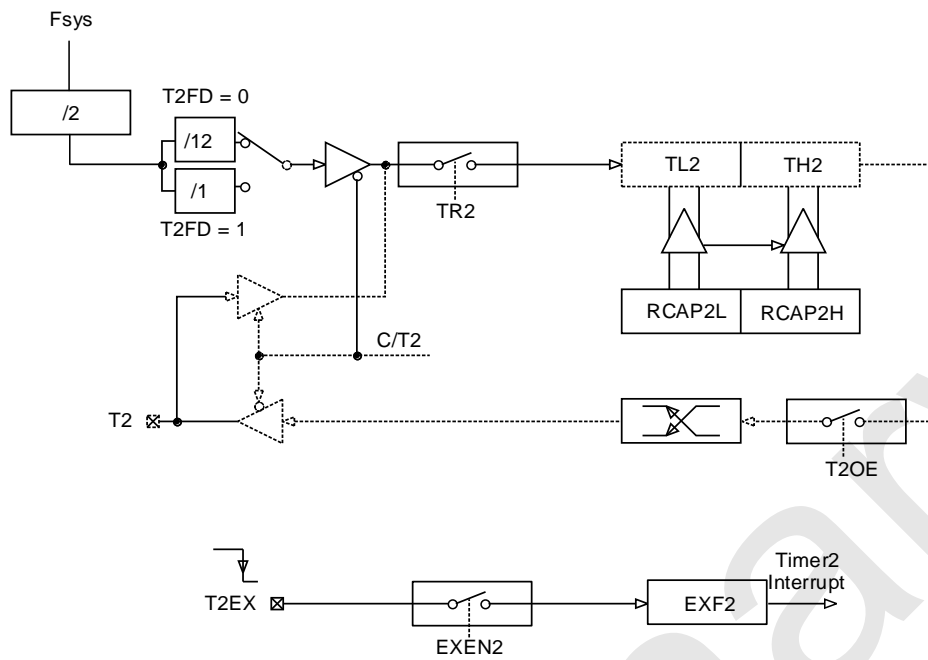 Fsys
/2
T2FD = 0
/12
/1
T2FD = 1
TR2
TL2
TH2
RCAP2L
RCAP2H
C/T2
T2
T2OE
T2EX
EXEN2
EXF2
Timer2
Interrupt